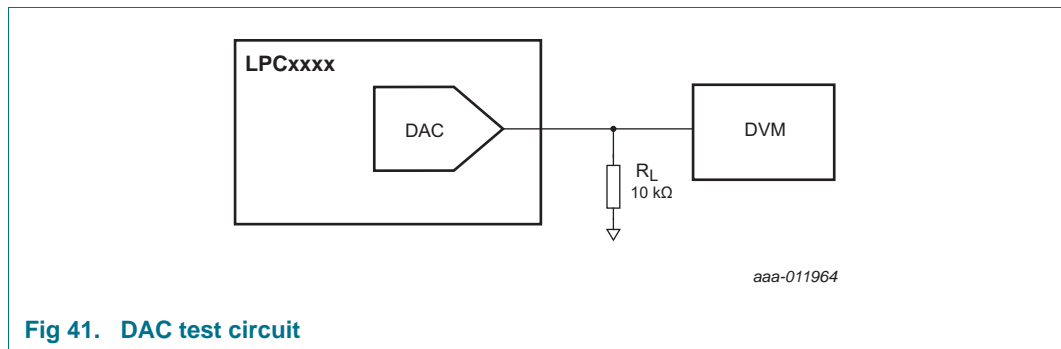 LPCxxxx
DAC
DVM
RL
10 kΩ
aaa-011964
Fig 41. DAC test circuit